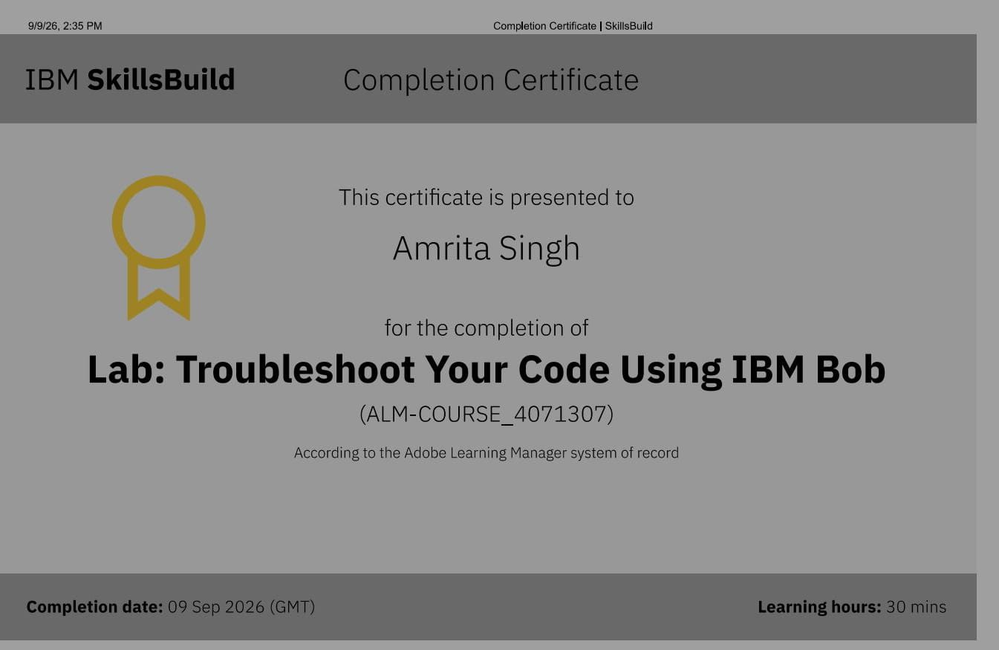 9/9/26, 2:35 PM
Completion Certificate | SkillsBuild
IBM SkillsBuild
Completion Certificate
This certificate is presented to
Amrita Singh
for the completion of
Lab: Troubleshoot Your Code Using IBM Bob
(ALM-COURSE_4071307)
According to the Adobe Learning Manager system of record
Completion date: 09 Sep 2026 (GMT)
Learning hours: 30 mins